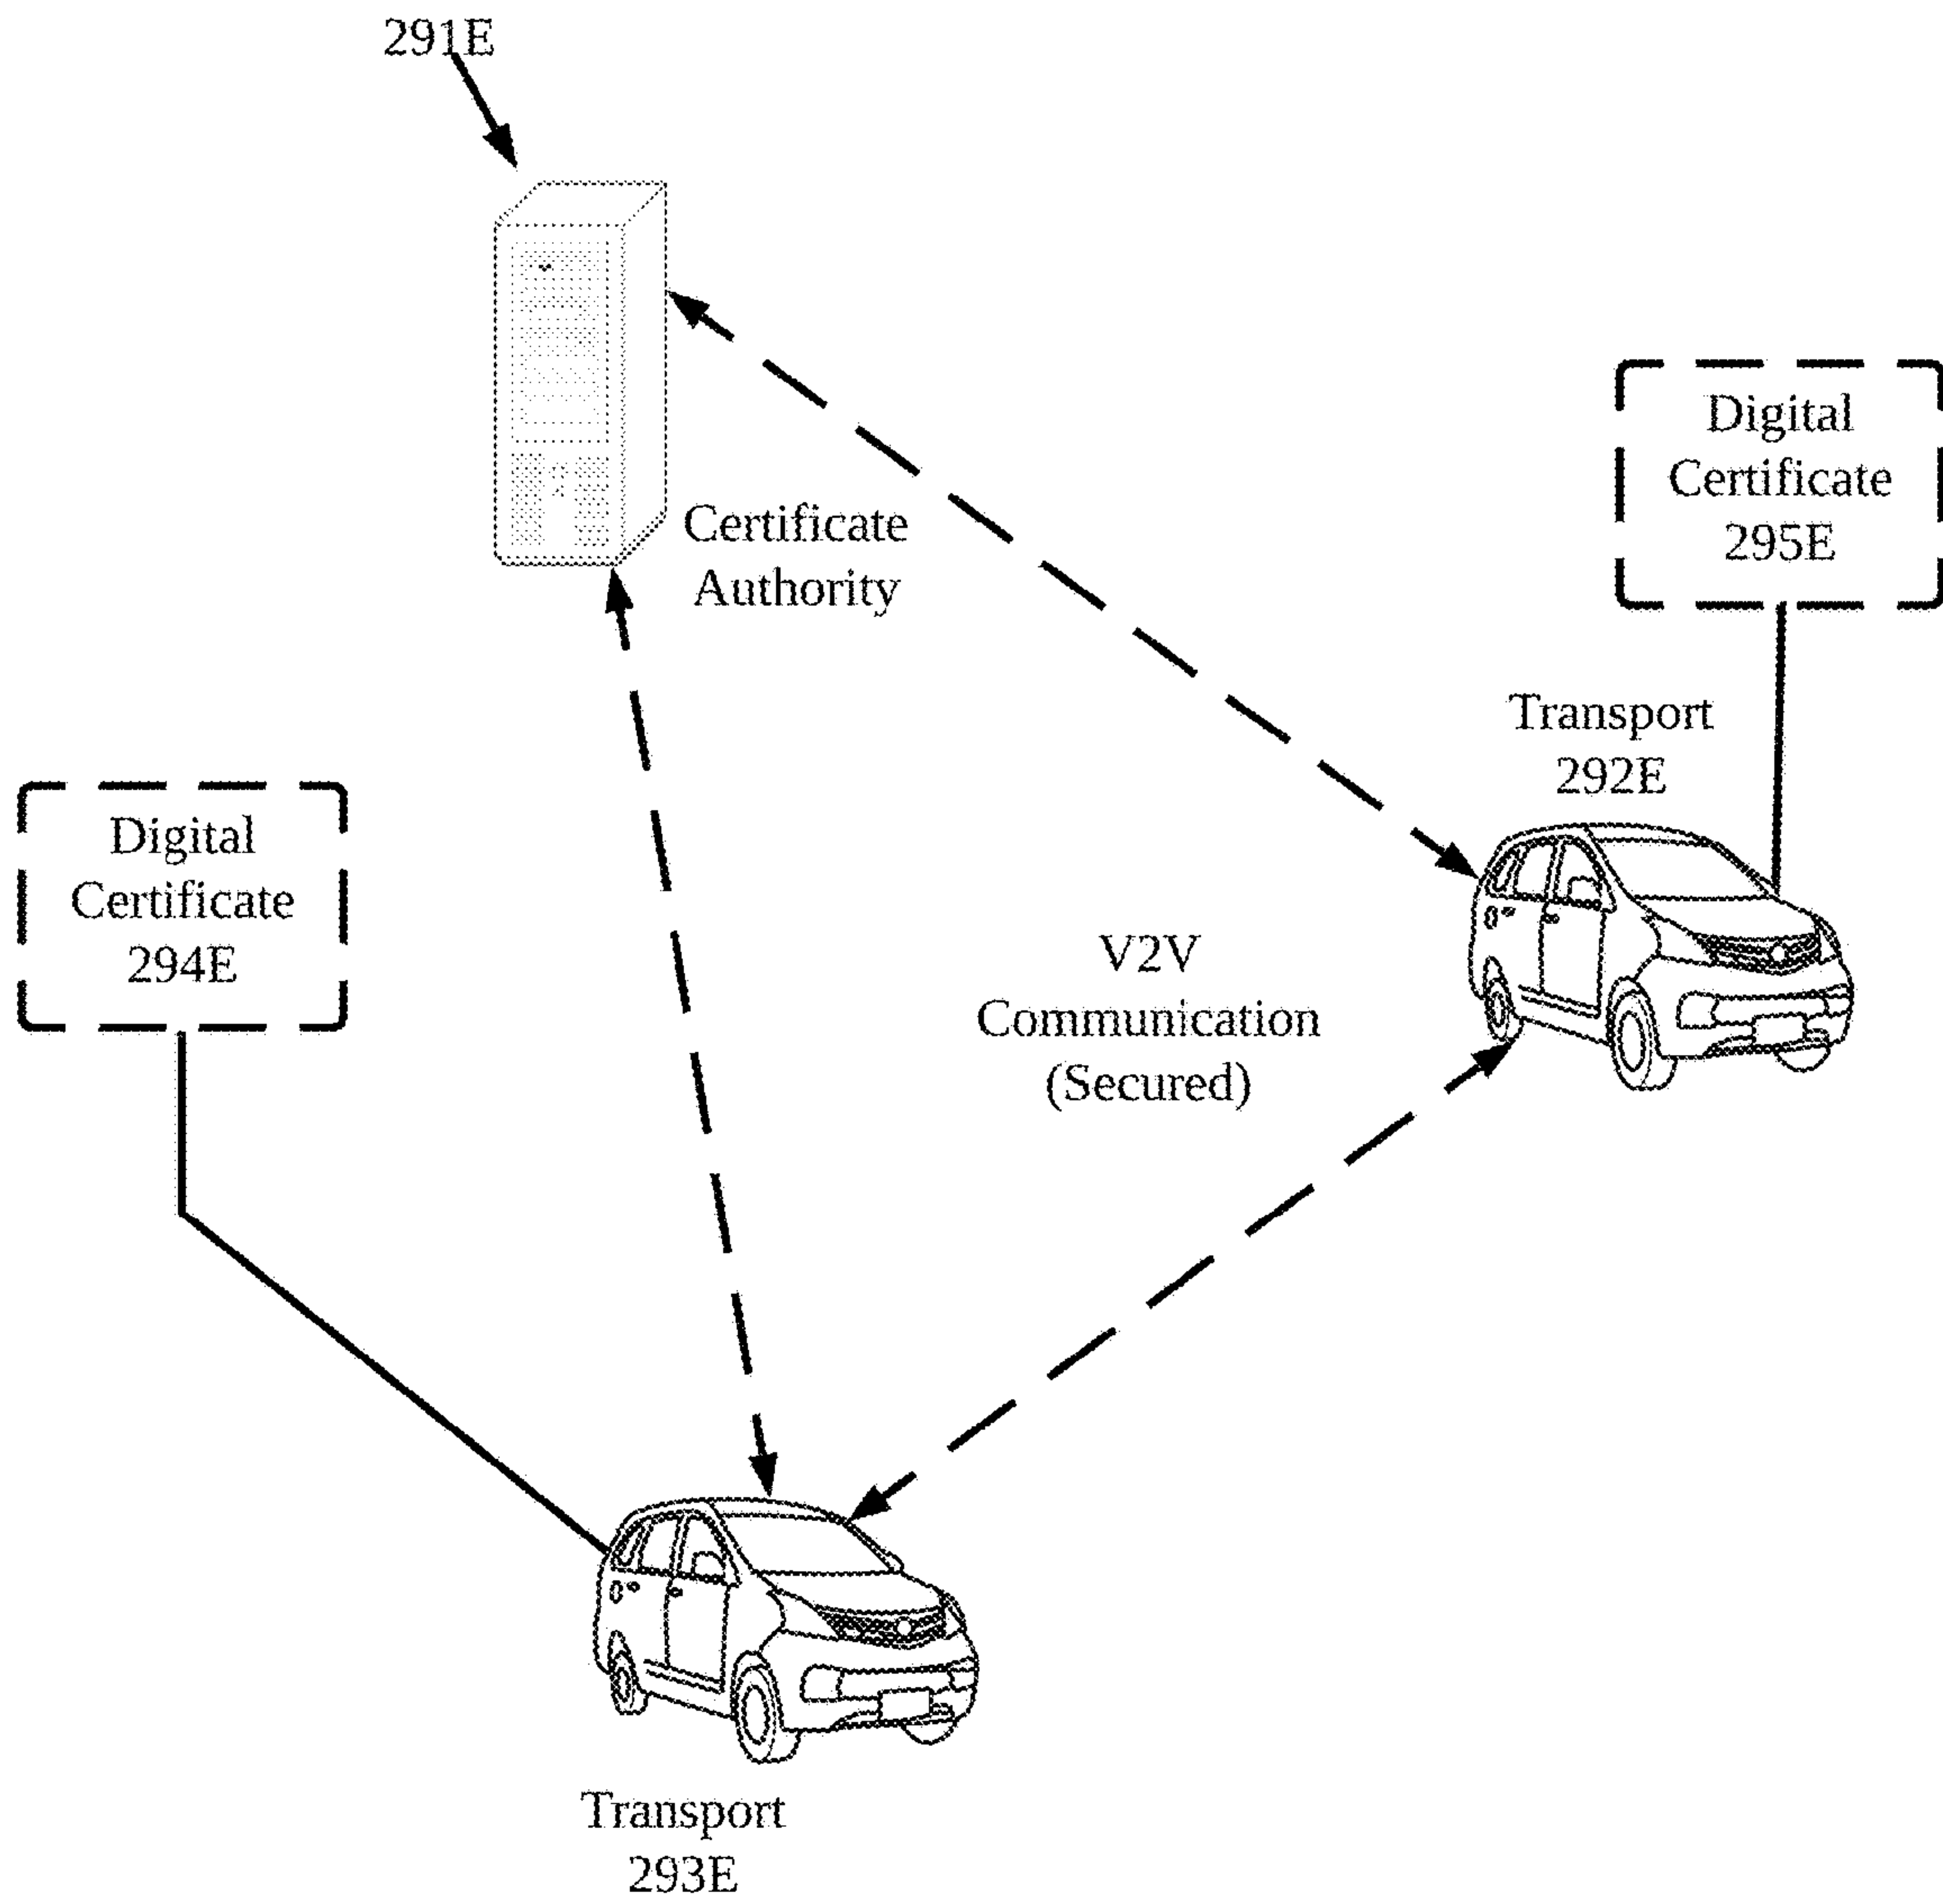 291E
Certificate
Authority
Digital
Certificate
295E
Transport
292E
Digital
Certificate
294E
V2V
Communication
(Secured)
Transport
293E